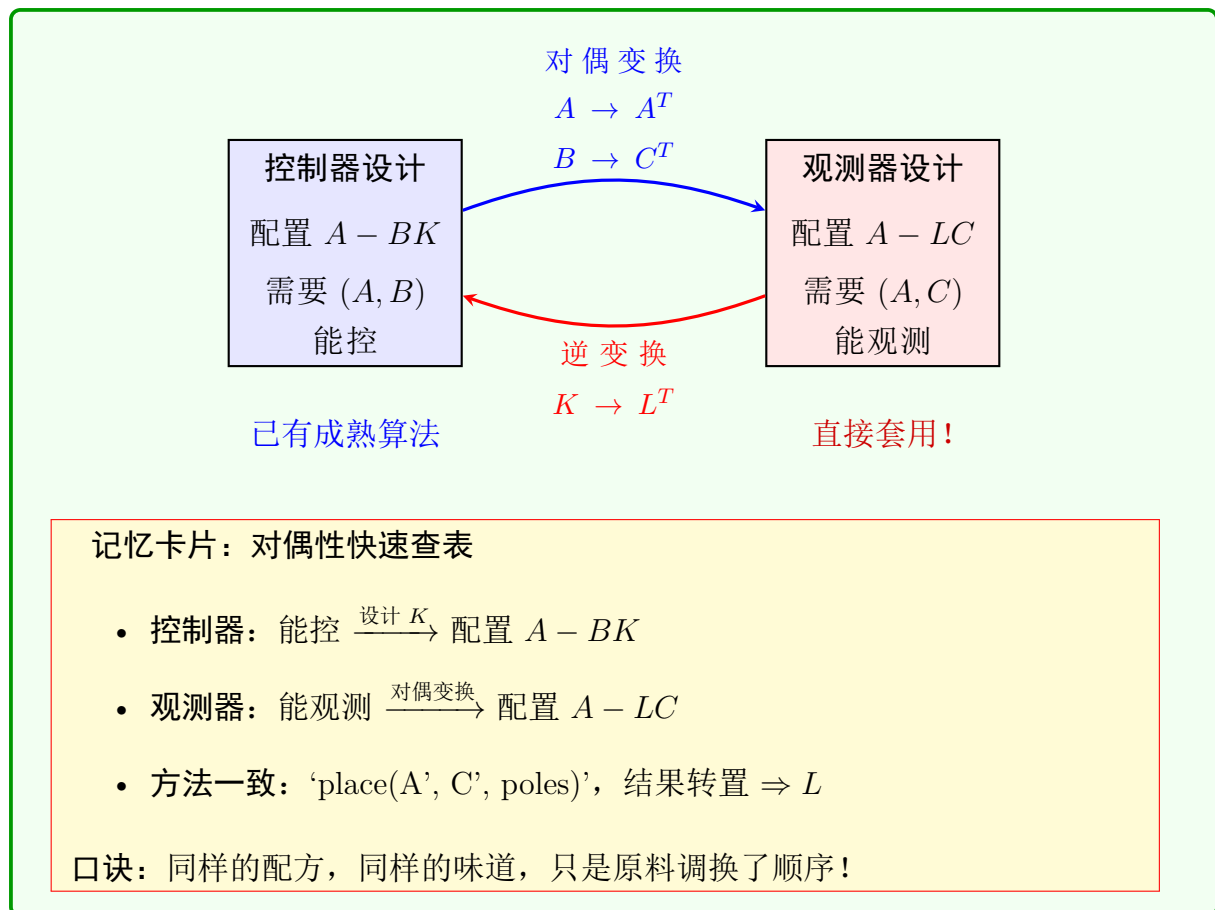 对偶变换
A → A^T
B → C^T
控制器设计
配置 A − BK
需要 (A, B)
能控
观测器设计
配置 A − LC
需要 (A, C)
能观测
逆变换
K → L^T
已有成熟算法
直接套用！
记忆卡片：对偶性快速查表
• 控制器：能控 设计 K⟶ 配置 A − BK
• 观测器：能观测 对偶变换⟶ 配置 A − LC
• 方法一致：‘place(A’, C’, poles)’，结果转置 ⇒ L
口诀：同样的配方，同样的味道，只是原料调换了顺序！